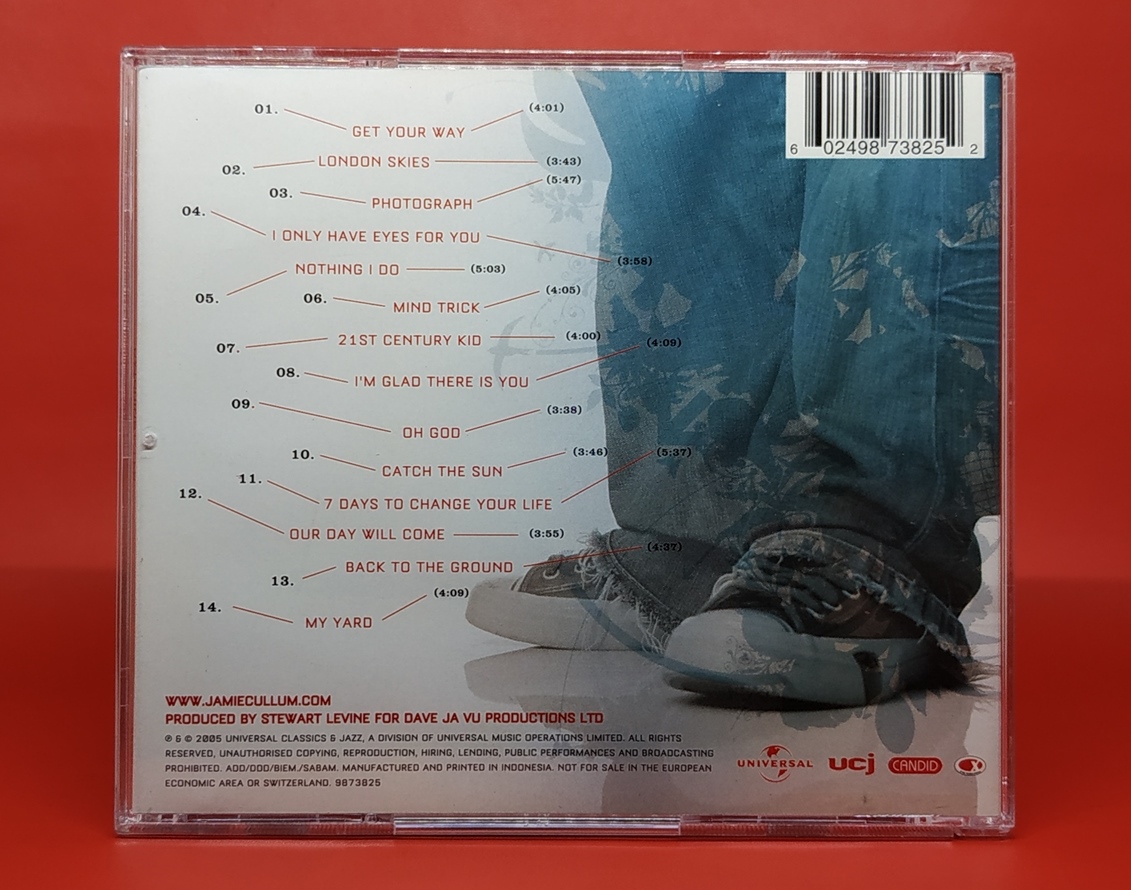 01. GET YOUR WAY (4:01)
02. LONDON SKIES (3:43)
03. PHOTOGRAPH (5:47)
04. I ONLY HAVE EYES FOR YOU (3:58)
05. NOTHING I DO (5:03)
06. MIND TRICK (4:05)
07. 21ST CENTURY KID (4:00)
08. I'M GLAD THERE IS YOU (4:09)
09. OH GOD (3:38)
10. CATCH THE SUN (3:46)
11. 7 DAYS TO CHANGE YOUR LIFE (5:37)
12. OUR DAY WILL COME (3:55)
13. BACK TO THE GROUND (4:37)
14. MY YARD (4:09)
6 02498 73825 2
WWW.JAMIECULLUM.COM
PRODUCED BY STEWART LEVINE FOR DAVE JA VU PRODUCTIONS LTD
℗ & © 2005 UNIVERSAL CLASSICS & JAZZ, A DIVISION OF UNIVERSAL MUSIC OPERATIONS LIMITED. ALL RIGHTS
RESERVED, UNAUTHORISED COPYING, REPRODUCTION, HIRING, LENDING, PUBLIC PERFORMANCES AND BROADCASTING
PROHIBITED. ADD/DDD/BIEM/SABAM. MANUFACTURED AND PRINTED IN INDONESIA. NOT FOR SALE IN THE EUROPEAN
ECONOMIC AREA OR SWITZERLAND. 9873825
UNIVERSAL
UCJ
CANDID